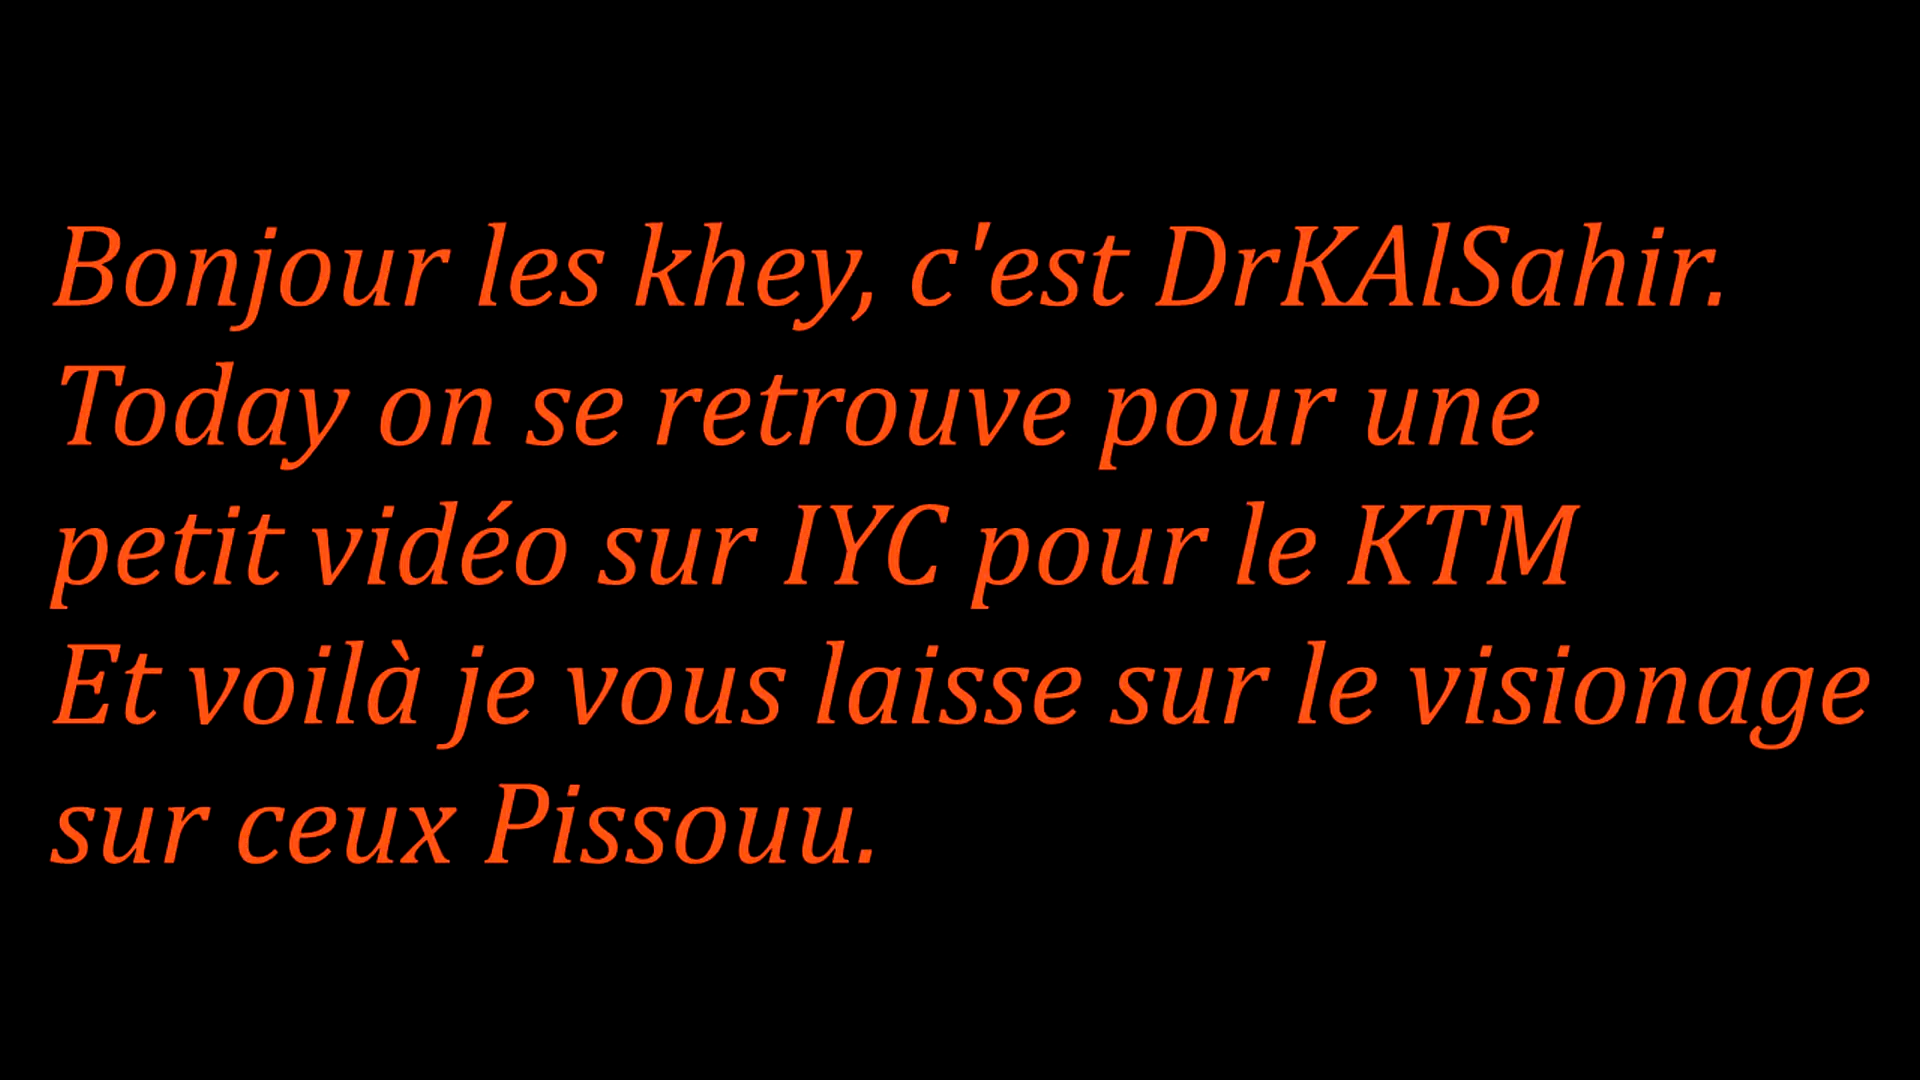 Bonjour les khey, c'est DrKAlSahir.
Today on se retrouve pour une
petit vidéo sur IYC pour le KTM
Et voilà je vous laisse sur le visionage
sur ceux Pissouu.